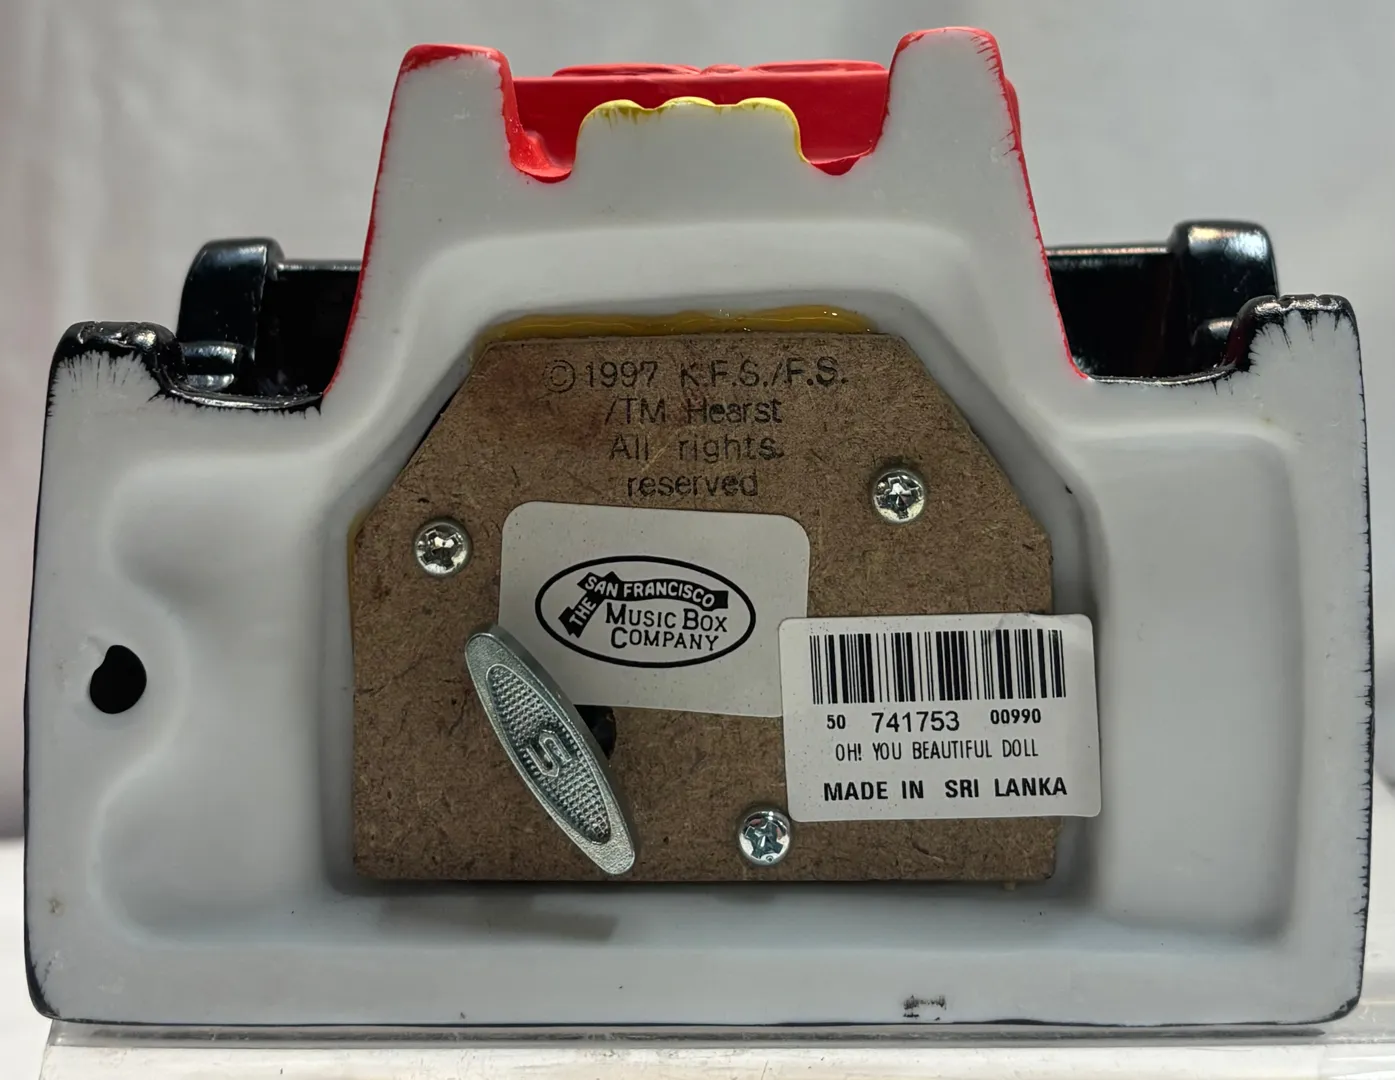 ©1997 K.F.S./F.S.
/TM Hearst
All rights
reserved
THE SAN FRANCISCO
MUSIC BOX
COMPANY
S
50 741753 00990
OH! YOU BEAUTIFUL DOLL
MADE IN SRI LANKA